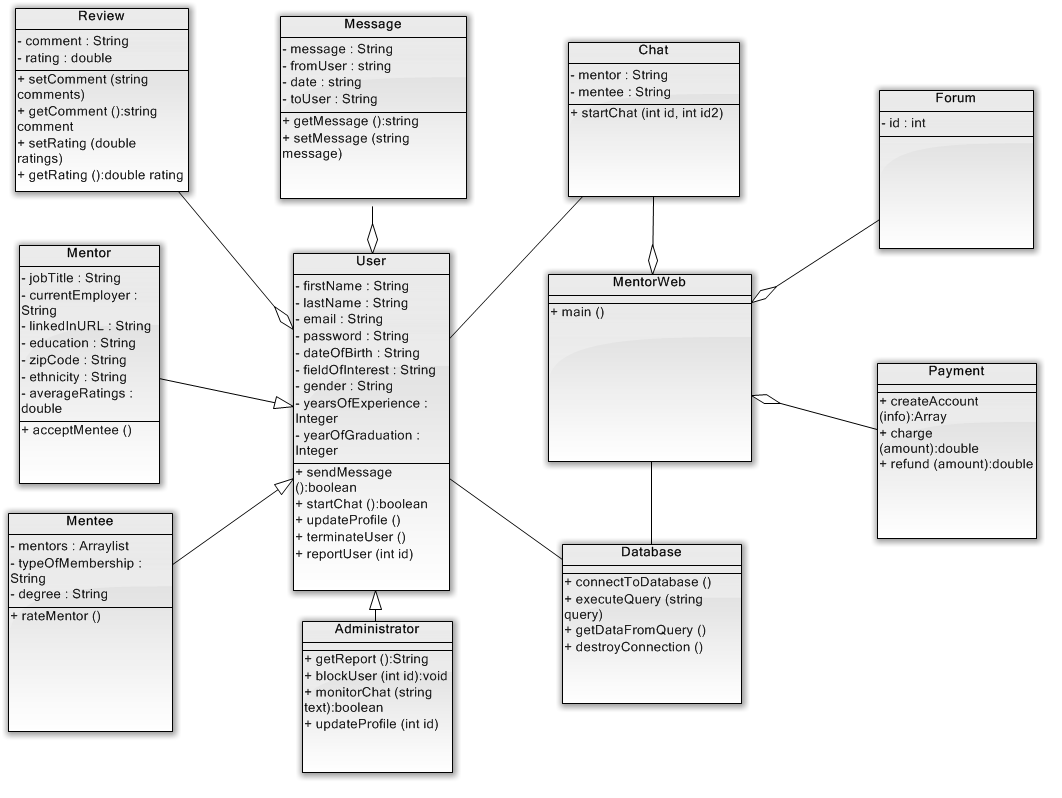 Review
- comment : String
- rating : double
+ setComment (string
comments)
+ getComment ():string
comment
+ setRating (double
ratings)
+ getRating ():double rating
Message
- message : String
- fromUser : string
- date : string
- toUser : String
+ getMessage ():string
+ setMessage (string
message)
Chat
- mentor : String
- mentee : String
+ startChat (int id, int id2)
Forum
- id : int
Mentor
- jobTitle : String
- currentEmployer :
String
- linkedInURL : String
- education : String
- zipCode : String
- ethnicity : String
- averageRatings :
double
+ acceptMentee ()
User
- firstName : String
- lastName : String
- email : String
- password : String
- dateOfBirth : String
- fieldOfInterest : String
- gender : String
- yearsOfExperience :
Integer
- yearOfGraduation :
Integer
+ sendMessage
():boolean
+ startChat ():boolean
+ updateProfile ()
+ terminateUser ()
+ reportUser (int id)
MentorWeb
+ main ()
Payment
+ createAccount
(info):Array
+ charge
(amount):double
+ refund (amount):double
Mentee
- mentors : Arraylist
- typeOfMembership :
String
- degree : String
+ rateMentor ()
Administrator
+ getReport ():String
+ blockUser (int id):void
+ monitorChat (string
text):boolean
+ updateProfile (int id)
Database
+ connectToDatabase ()
+ executeQuery (string
query)
+ getDataFromQuery ()
+ destroyConnection ()